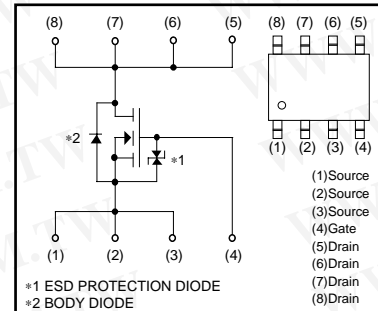 (8) (7) (6) (5)
(8) (7) (6) (5)
*2
*1
(1) (2) (3) (4)
(1) (2) (3) (4)
(1)Source
(2)Source
(3)Source
(4)Gate
(5)Drain
(6)Drain
(7)Drain
(8)Drain
*1 ESD PROTECTION DIODE
*2 BODY DIODE